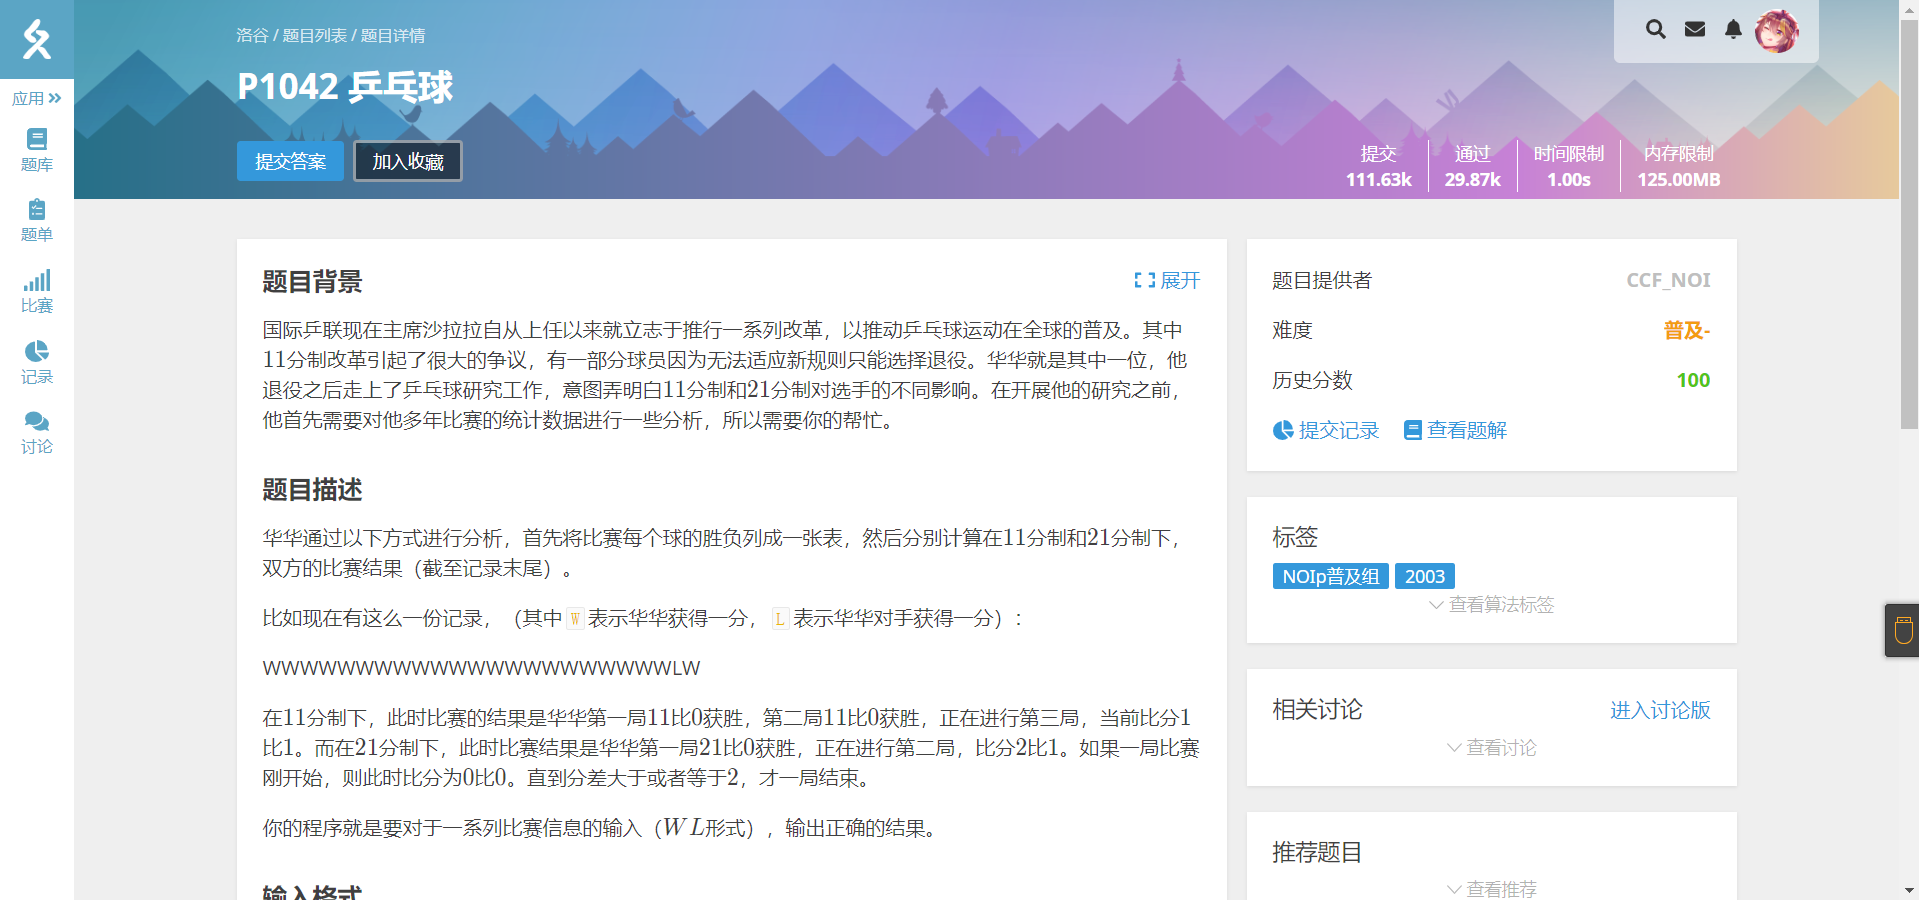 洛谷 / 题目列表 / 题目详情
P1042 乒乓球
应用
提交答案
加入收藏
提交
111.63k
通过
29.87k
时间限制
1.00s
内存限制
125.00MB
题库
题单
比赛
记录
讨论
题目背景
展开
国际乒联现在主席沙拉拉自从上任以来就立志于推行一系列改革，以推动乒乓球运动在全球的普及。其中
11分制改革引起了很大的争议，有一部分球员因为无法适应新规则只能选择退役。华华就是其中一位，他
退役之后走上了乒乓球研究工作，意图弄明白11分制和21分制对选手的不同影响。在开展他的研究之前，
他首先需要对他多年比赛的统计数据进行一些分析，所以需要你的帮忙。
题目描述
华华通过以下方式进行分析，首先将比赛每个球的胜负列成一张表，然后分别计算在11分制和21分制下，
双方的比赛结果（截至记录末尾）。
比如现在有这么一份记录，（其中 W 表示华华获得一分， L 表示华华对手获得一分）：
WWWWWWWWWWWWWWWWWWWWWWLW
在11分制下，此时比赛的结果是华华第一局11比0获胜，第二局11比0获胜，正在进行第三局，当前比分1
比1。而在21分制下，此时比赛结果是华华第一局21比0获胜，正在进行第二局，比分2比1。如果一局比赛
刚开始，则此时比分为0比0。直到分差大于或者等于2，才一局结束。
你的程序就是要对于一系列比赛信息的输入（WL形式），输出正确的结果。
输入格式
题目提供者
CCF_NOI
难度
普及-
历史分数
100
提交记录
查看题解
标签
NOIp普及组
2003
查看算法标签
相关讨论
进入讨论版
查看讨论
推荐题目
查看推荐